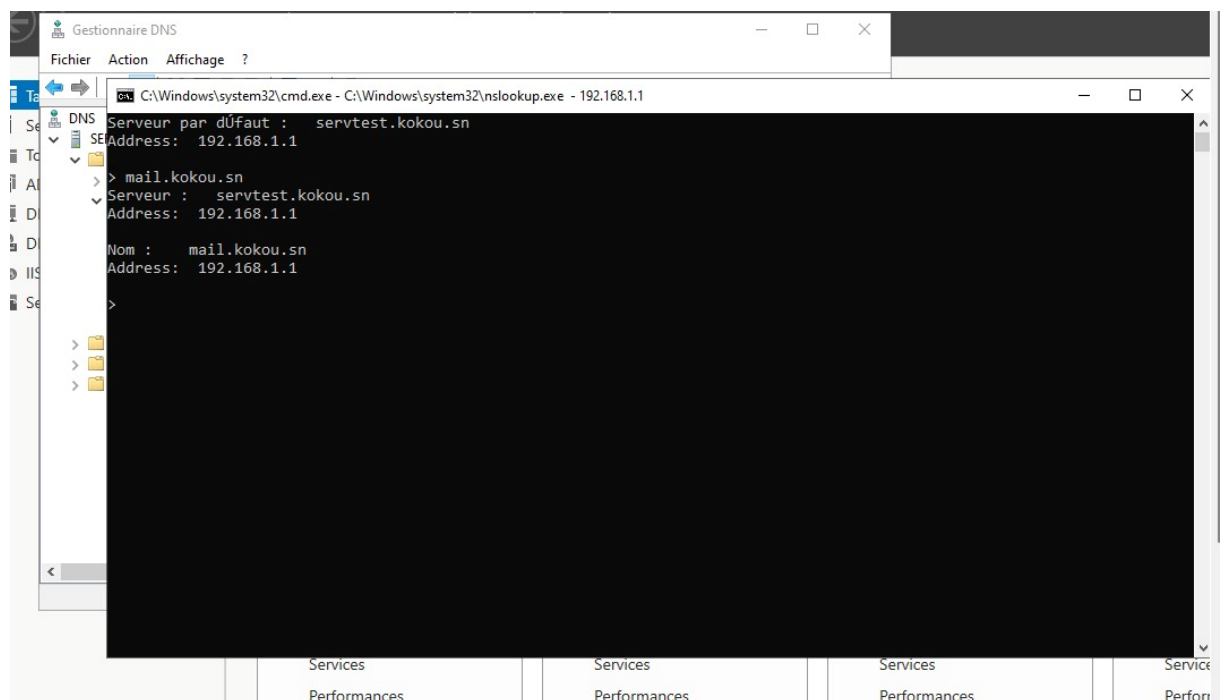 Gestionnaire DNS
Fichier Action Affichage ?
C:\Windows\system32\cmd.exe - C:\Windows\system32\nslookup.exe - 192.168.1.1
DNS
Serveur par dÚfaut :   servtest.kokou.sn
Address:  192.168.1.1
> mail.kokou.sn
Serveur :   servtest.kokou.sn
Address:  192.168.1.1
Nom :    mail.kokou.sn
Address:  192.168.1.1
>
IIS
Services Services Services Service
Performances Performances Performances